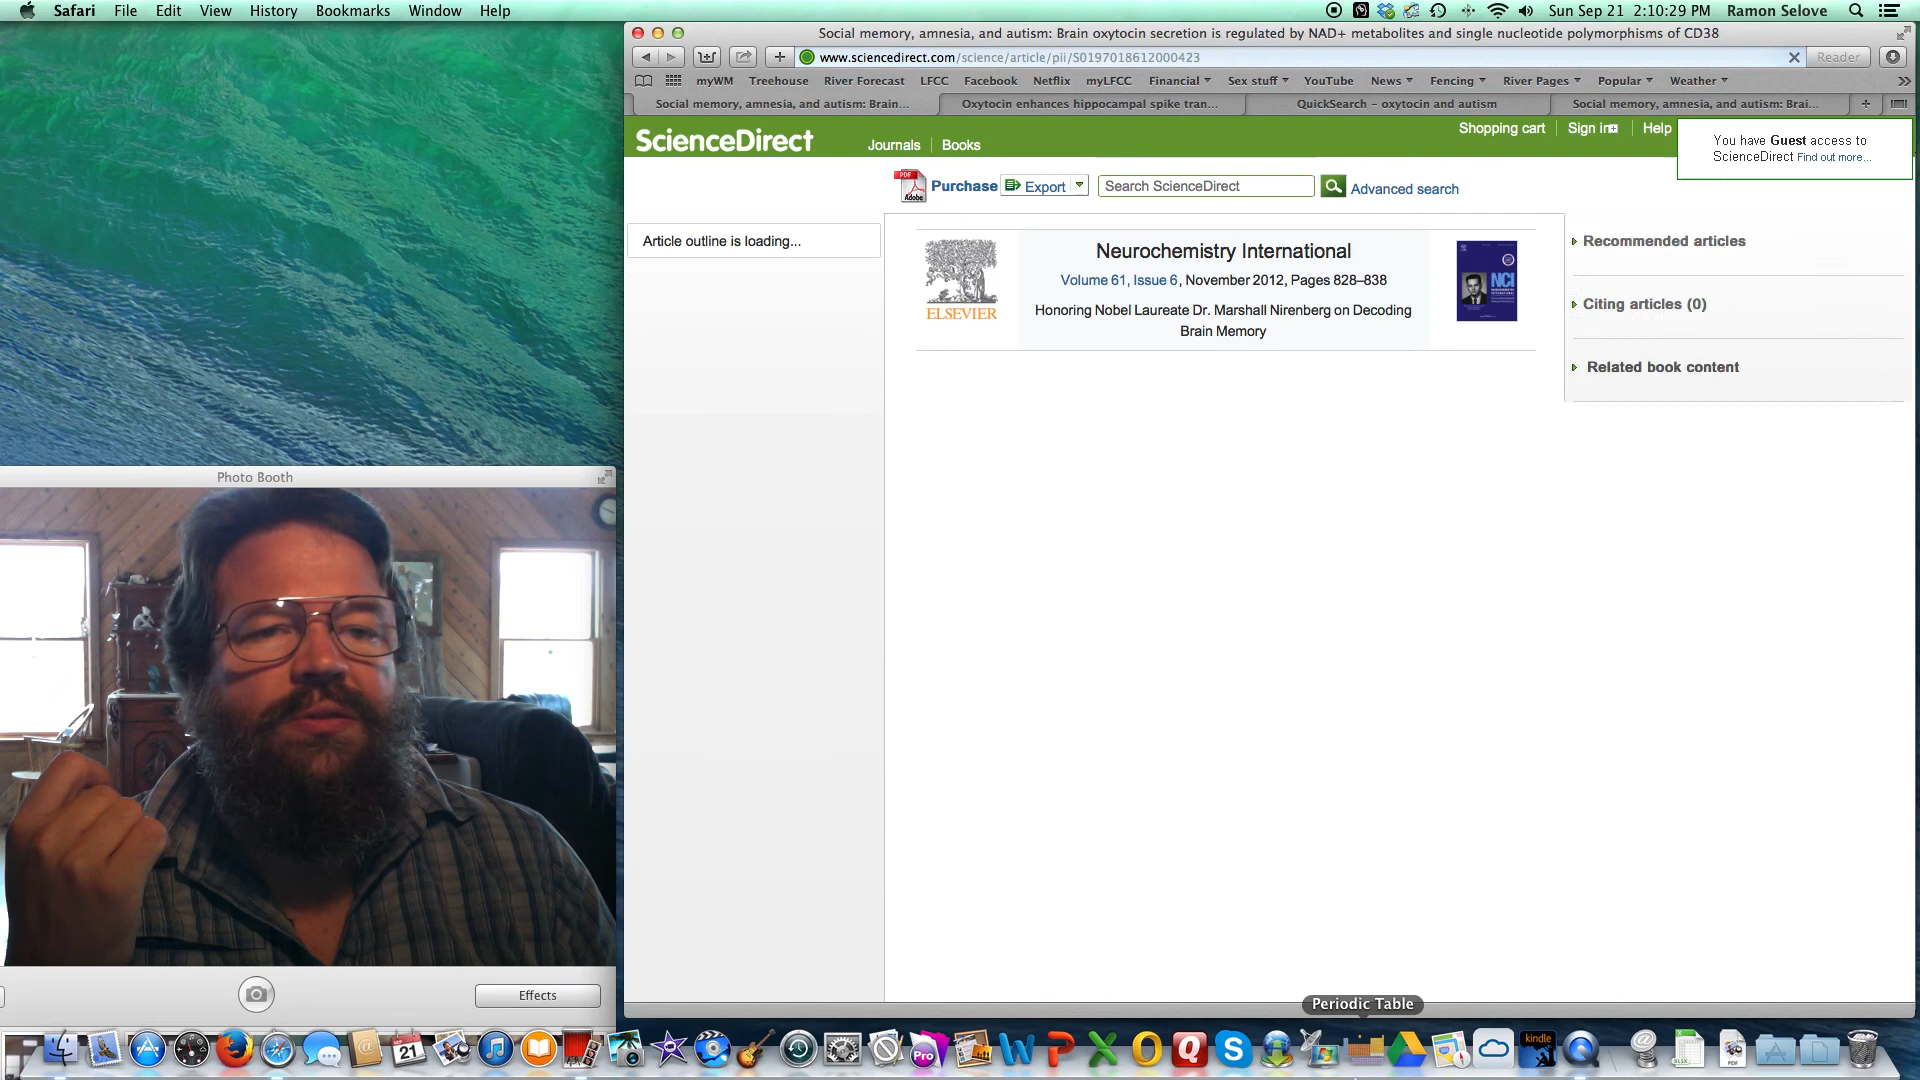 Safari File Edit View History Bookmarks Window Help
Sun Sep 21 2:10:29 PM Ramon Selove
Social memory, amnesia, and autism: Brain oxytocin secretion is regulated by NAD+ metabolites and single nucleotide polymorphisms of CD38
www.sciencedirect.com/science/article/pii/S0197018612000423
Reader
myWM Treehouse River Forecast LFCC Facebook Netflix myLFCC Financial Sex stuff YouTube News Fencing River Pages Popular Weather
Social memory, amnesia, and autism: Brain...
Oxytocin enhances hippocampal spike tran...
QuickSearch - oxytocin and autism
Social memory, amnesia, and autism: Brai...
ScienceDirect
Journals
Books
Shopping cart
Sign in
Help
You have Guest access to
ScienceDirect Find out more...
PDF
Adobe
Purchase
Export
Search ScienceDirect
Advanced search
Article outline is loading...
ELSEVIER
Neurochemistry International
Volume 61, Issue 6, November 2012, Pages 828–838
Honoring Nobel Laureate Dr. Marshall Nirenberg on Decoding
Brain Memory
NCI
Recommended articles
Citing articles (0)
Related book content
Photo Booth
Effects
Periodic Table
21
Pro
kindle
XLSX
PDF